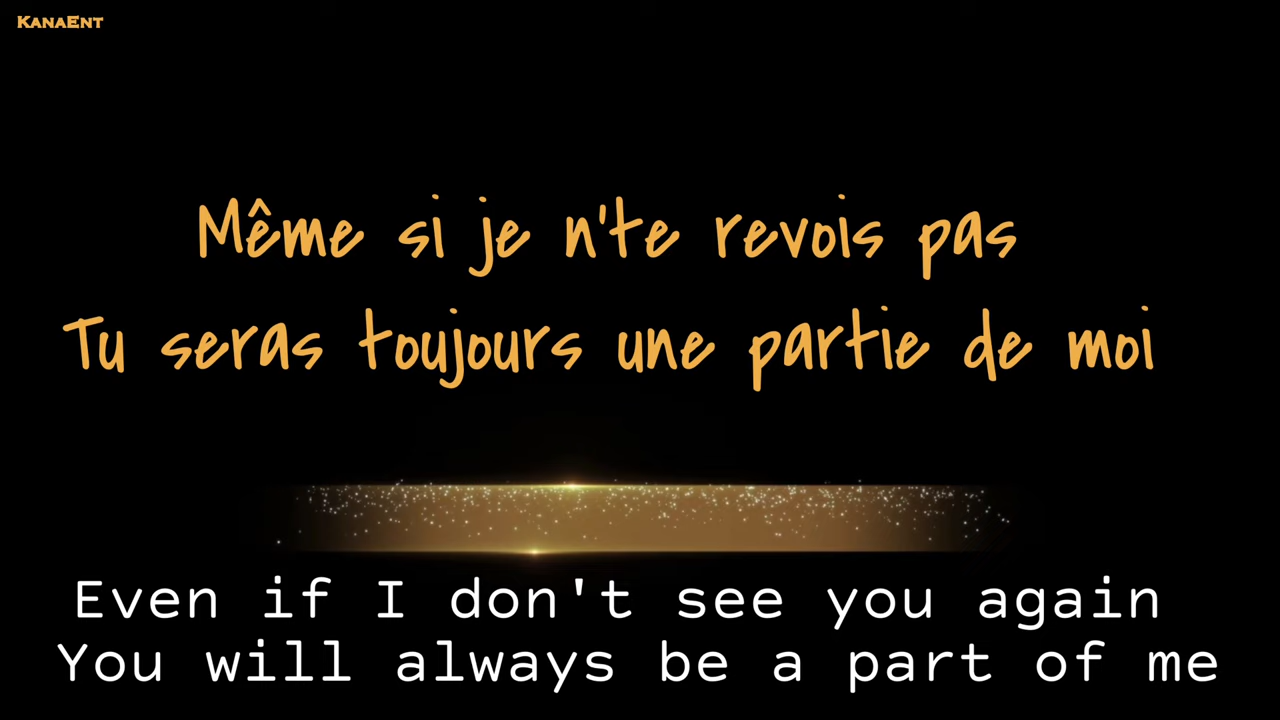 KANAENT
Même si je n'te revois pas
Tu seras toujours une partie de moi
Even if I don't see you again
You will always be a part of me